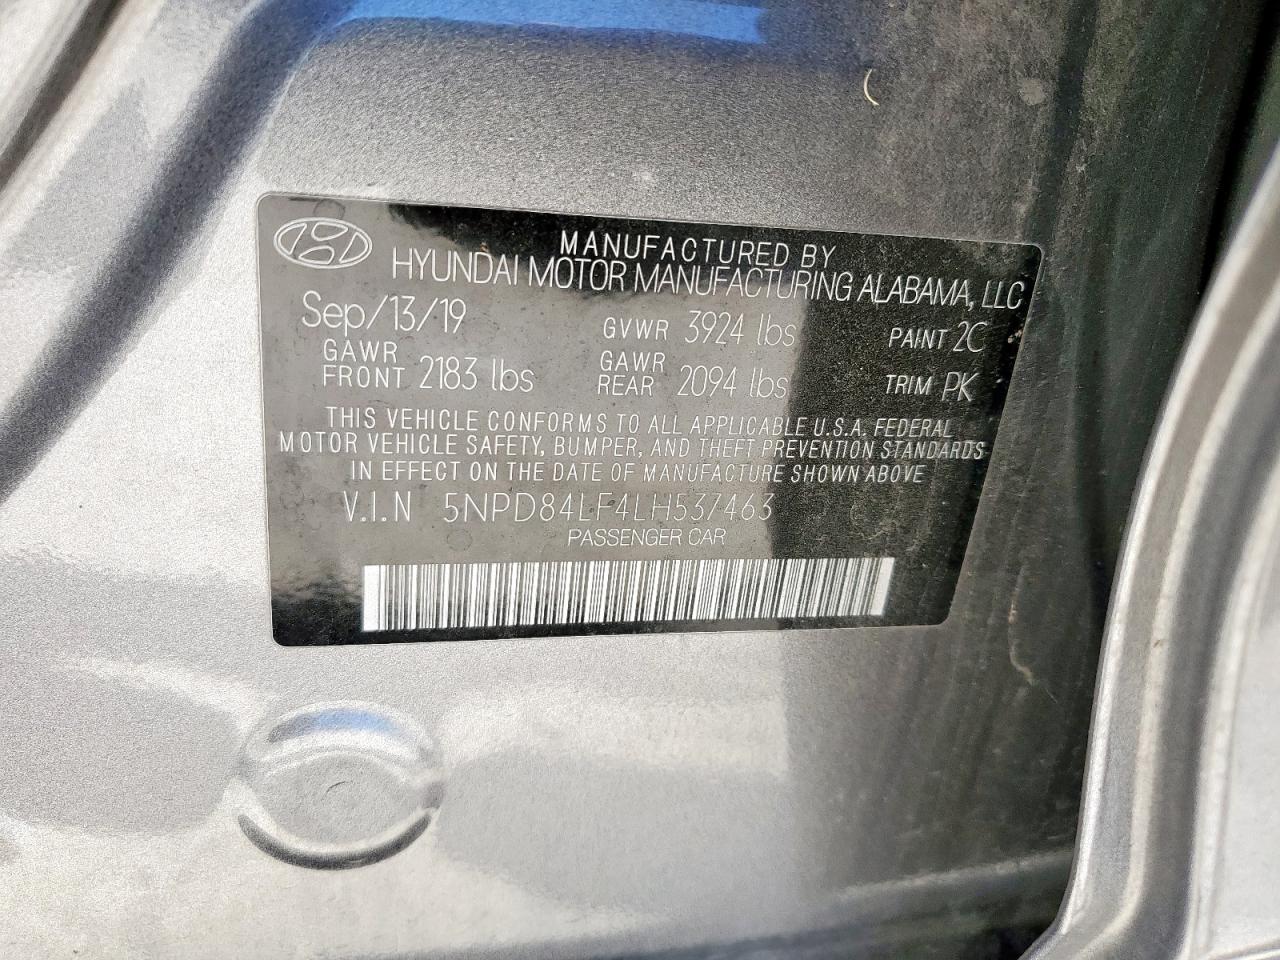 MANUFACTURED BY
HYUNDAI MOTOR MANUFACTURING ALABAMA, LLC
Sep/13/19 GVWR 3924 lbs PAINT 2C
GAWR FRONT 2183 lbs GAWR REAR 2094 lbs TRIM PK
THIS VEHICLE CONFORMS TO ALL APPLICABLE U.S.A. FEDERAL
MOTOR VEHICLE SAFETY, BUMPER, AND THEFT PREVENTION STANDARDS
IN EFFECT ON THE DATE OF MANUFACTURE SHOWN ABOVE
V.I.N 5NPD84LF4LH537463
PASSENGER CAR